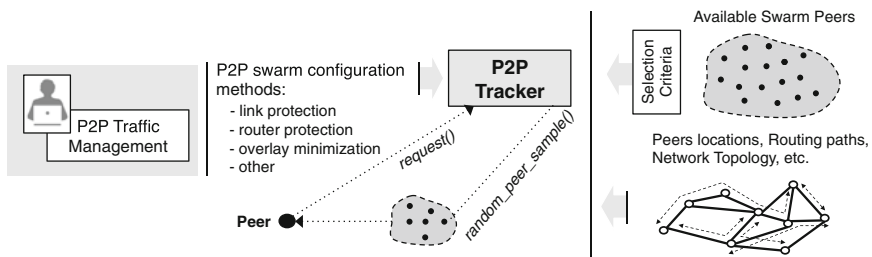 P2P Traffic
Management
P2P swarm configuration
methods:
- link protection
- router protection
- overlay minimization
- other
P2P
Tracker
request()
random_peer_sample()
Peer
Available Swarm Peers
Selection
Criteria
Peers locations, Routing paths,
Network Topology, etc.